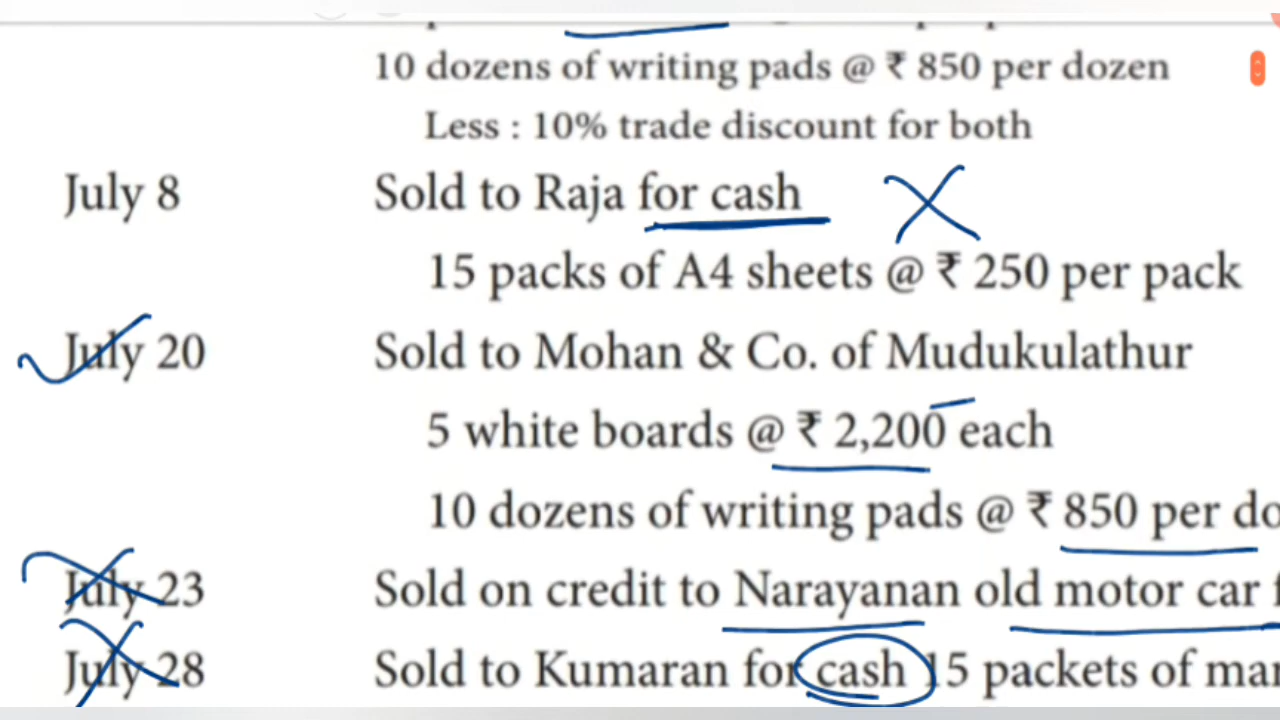 10 dozens of writing pads @ ₹ 850 per dozen
Less : 10% trade discount for both
July 8 Sold to Raja for cash
15 packs of A4 sheets @ ₹ 250 per pack
July 20 Sold to Mohan & Co. of Mudukulathur
5 white boards @ ₹ 2,200 each
10 dozens of writing pads @ ₹ 850 per do
July 23 Sold on credit to Narayanan old motor car
July 28 Sold to Kumaran for cash 15 packets of mar